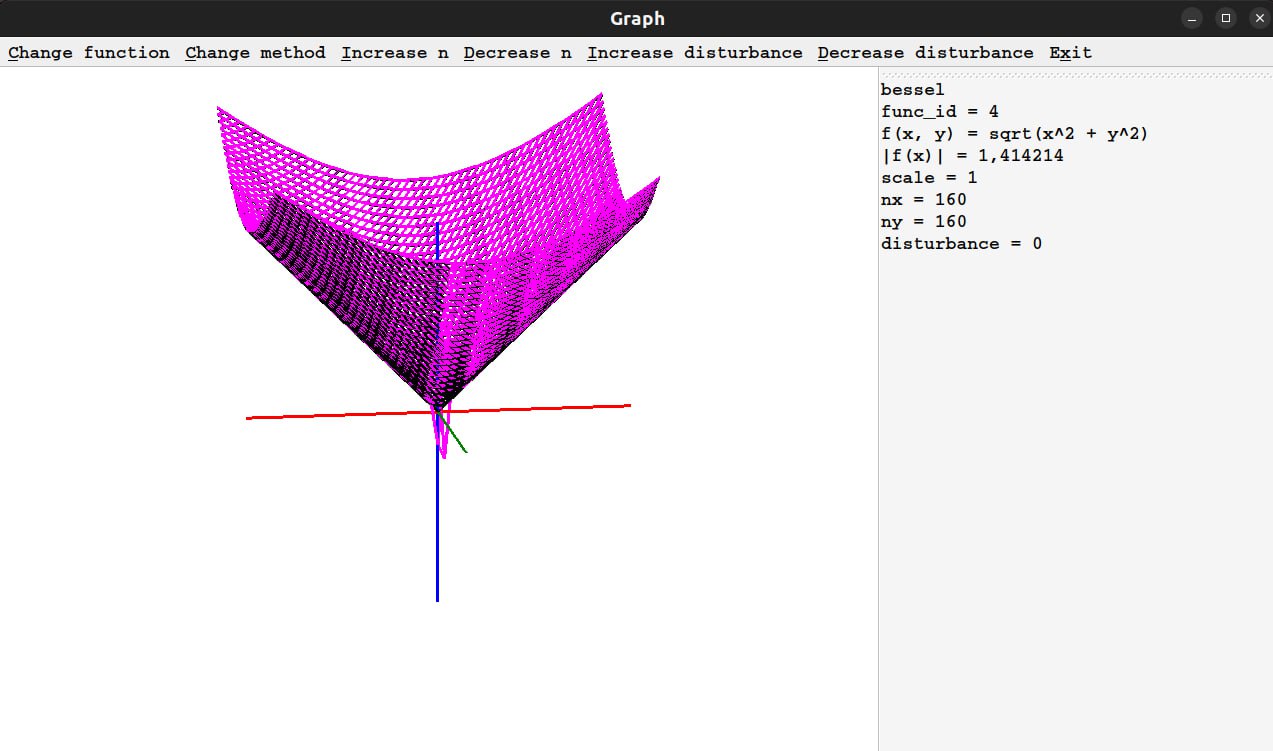 Graph
Change function Change method Increase n Decrease n Increase disturbance Decrease disturbance Exit
bessel
func_id = 4
f(x, y) = sqrt(x^2 + y^2)
|f(x)| = 1,414214
scale = 1
nx = 160
ny = 160
disturbance = 0